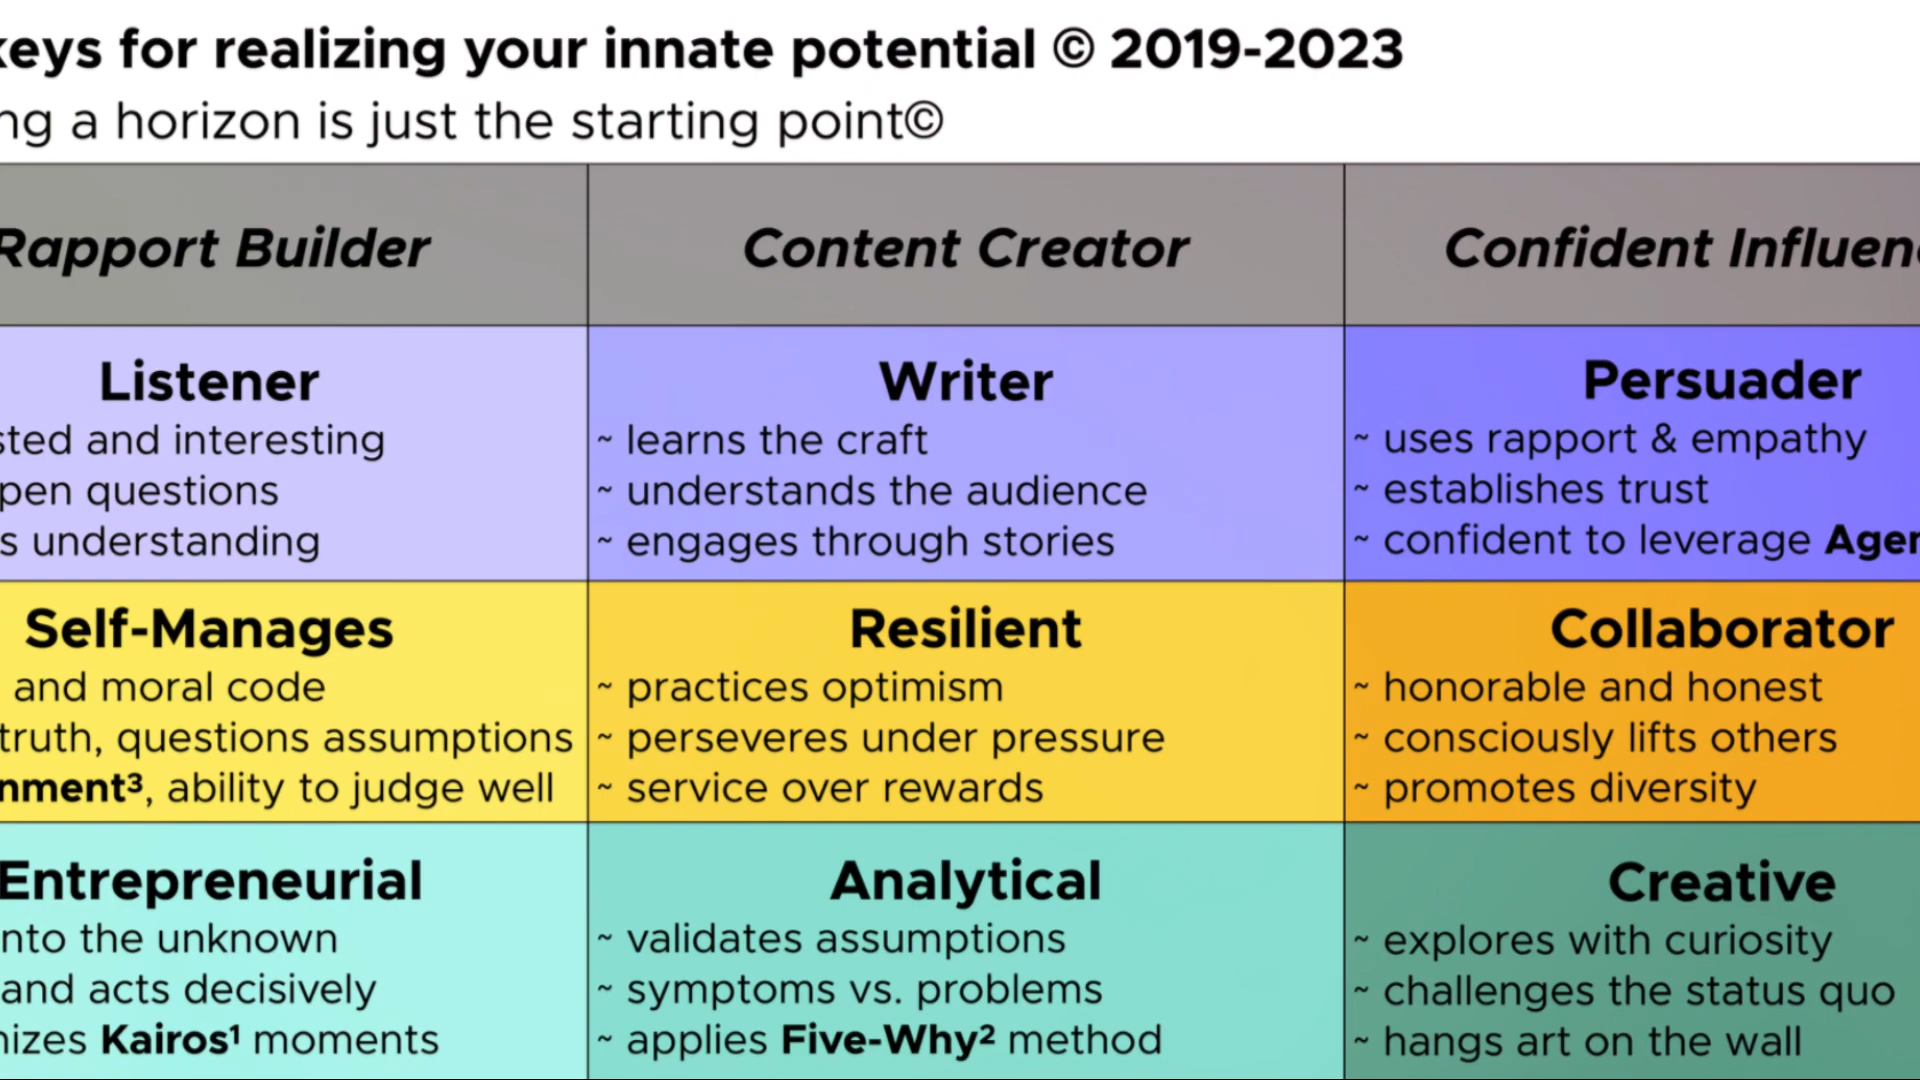 keys for realizing your innate potential © 2019-2023
ng a horizon is just the starting point©
Rapport Builder
Content Creator
Confident Influen
Listener
sted and interesting
pen questions
s understanding
Writer
~ learns the craft
~ understands the audience
~ engages through stories
Persuader
~ uses rapport & empathy
~ establishes trust
~ confident to leverage Agen
Self-Manages
and moral code
truth, questions assumptions
nment³, ability to judge well
Resilient
~ practices optimism
~ perseveres under pressure
~ service over rewards
Collaborator
~ honorable and honest
~ consciously lifts others
~ promotes diversity
Entrepreneurial
nto the unknown
and acts decisively
nizes Kairos¹ moments
Analytical
~ validates assumptions
~ symptoms vs. problems
~ applies Five-Why² method
Creative
~ explores with curiosity
~ challenges the status quo
~ hangs art on the wall